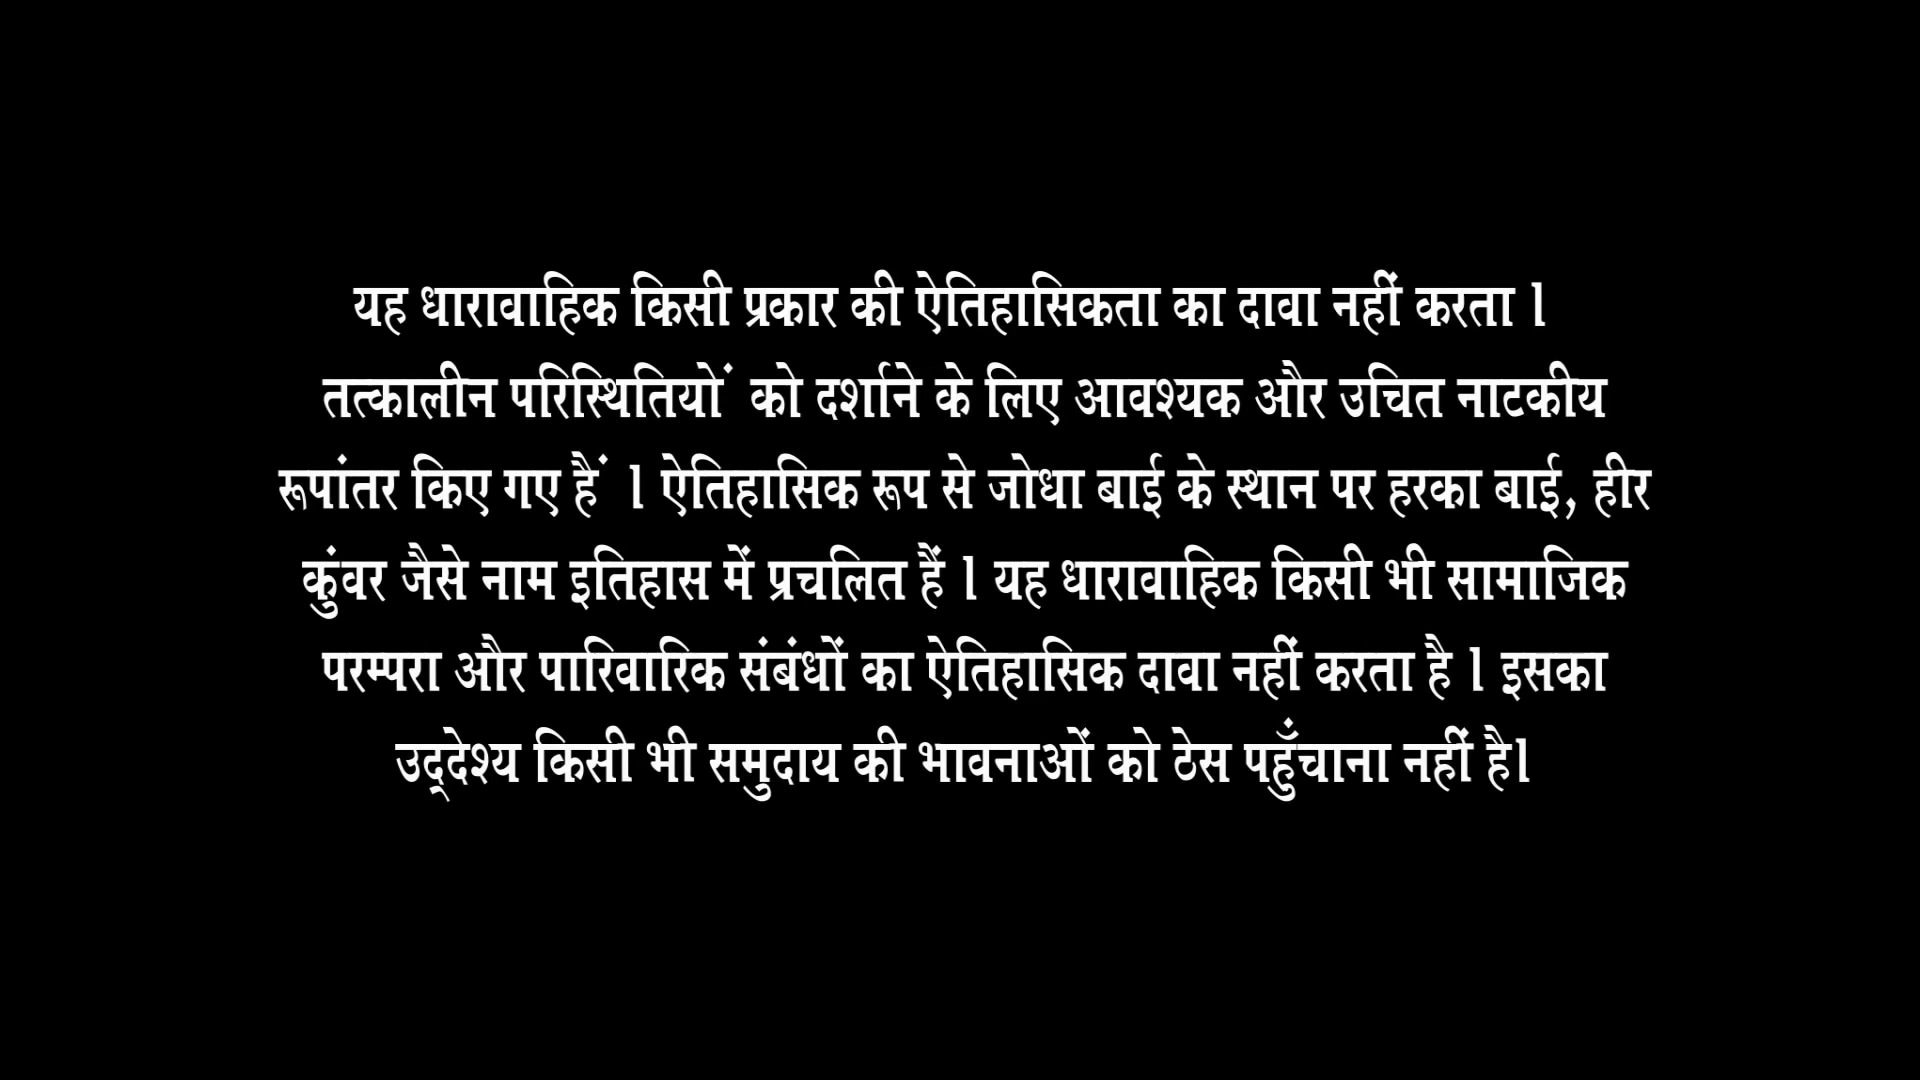 यह धारावाहिक किसी प्रकार की ऐतिहासिकता का दावा नहीं करता l
तत्कालीन परिस्थितियों को दर्शाने के लिए आवश्यक और उचित नाटकीय
रूपांतर किए गए हैं l ऐतिहासिक रूप से जोधा बाई के स्थान पर हरका बाई, हीर
कुंवर जैसे नाम इतिहास में प्रचलित हैं l यह धारावाहिक किसी भी सामाजिक
परम्परा और पारिवारिक संबंधों का ऐतिहासिक दावा नहीं करता है l इसका
उद्‌देश्य किसी भी समुदाय की भावनाओं को ठेस पहुँंचाना नहीं है।